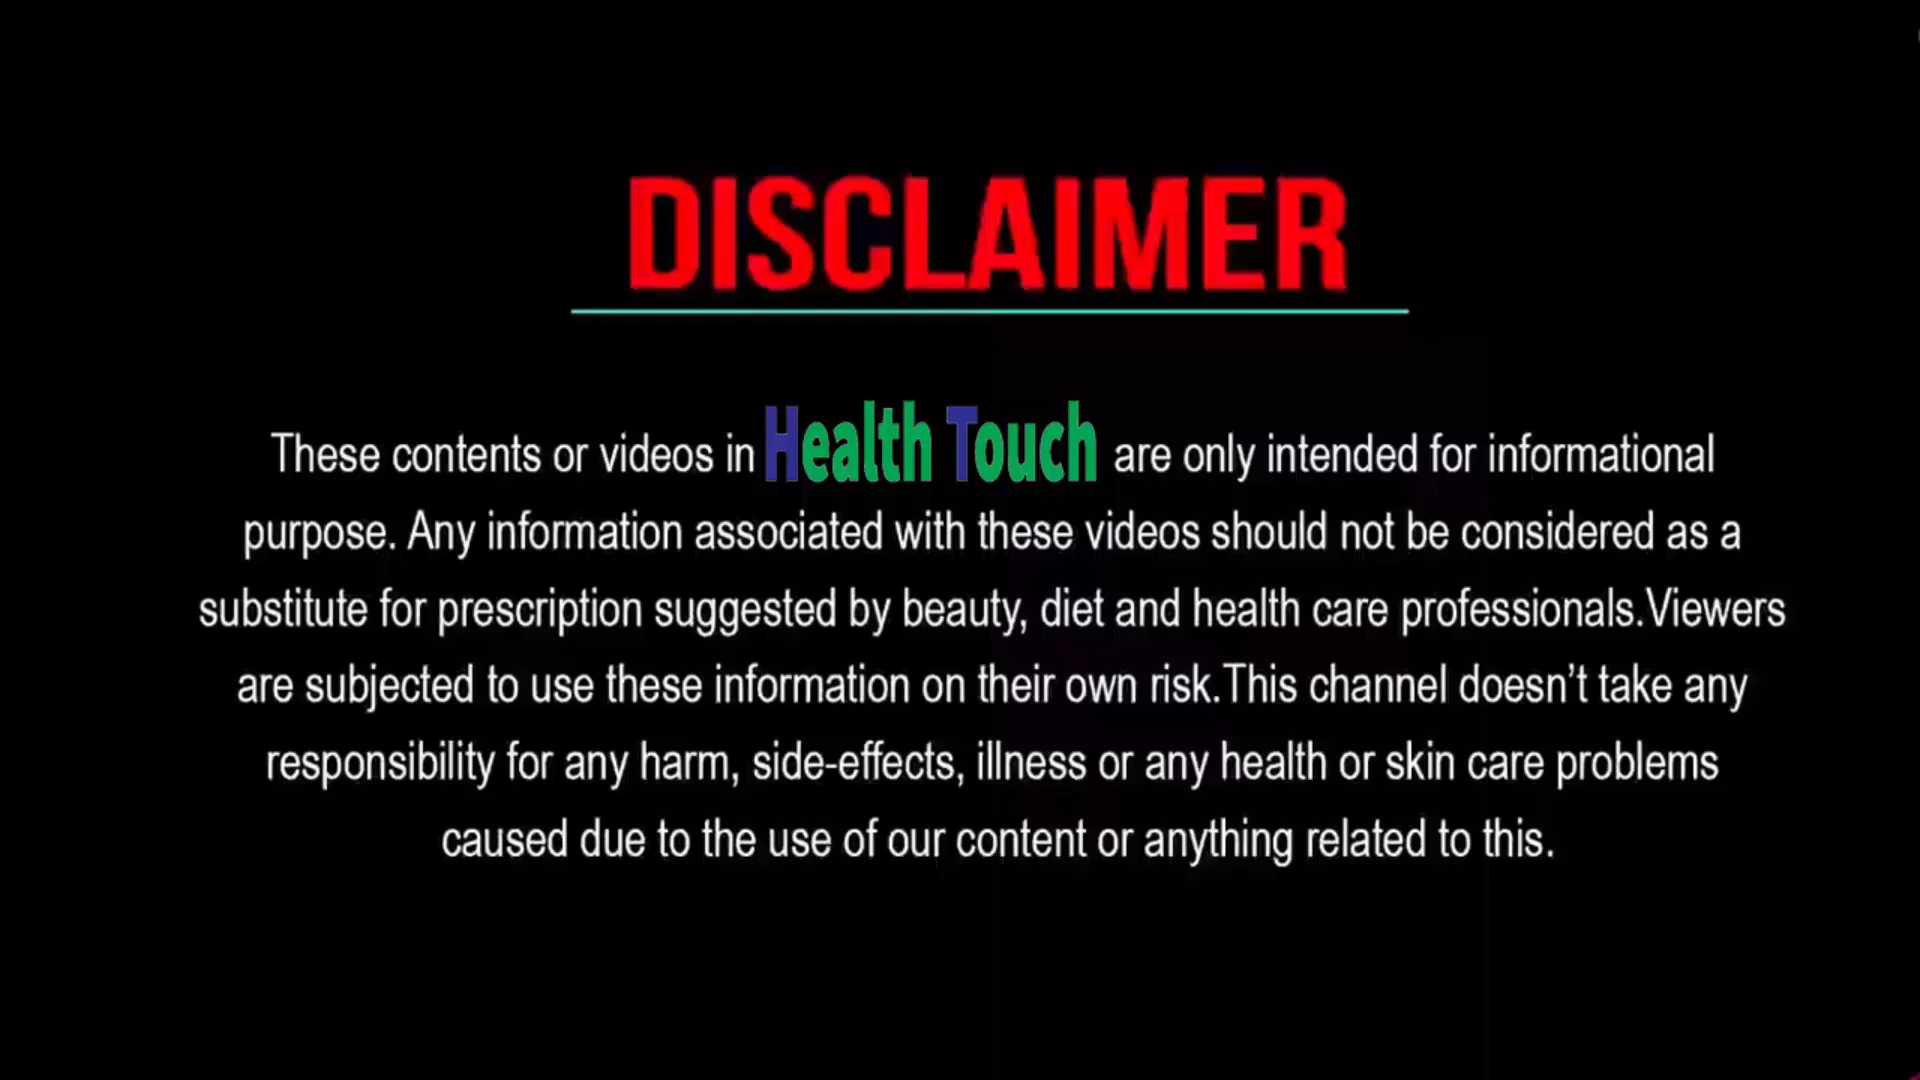 DISCLAIMER
These contents or videos in Health Touch are only intended for informational
purpose. Any information associated with these videos should not be considered as a
substitute for prescription suggested by beauty, diet and health care professionals.Viewers
are subjected to use these information on their own risk.This channel doesn’t take any
responsibility for any harm, side-effects, illness or any health or skin care problems
caused due to the use of our content or anything related to this.